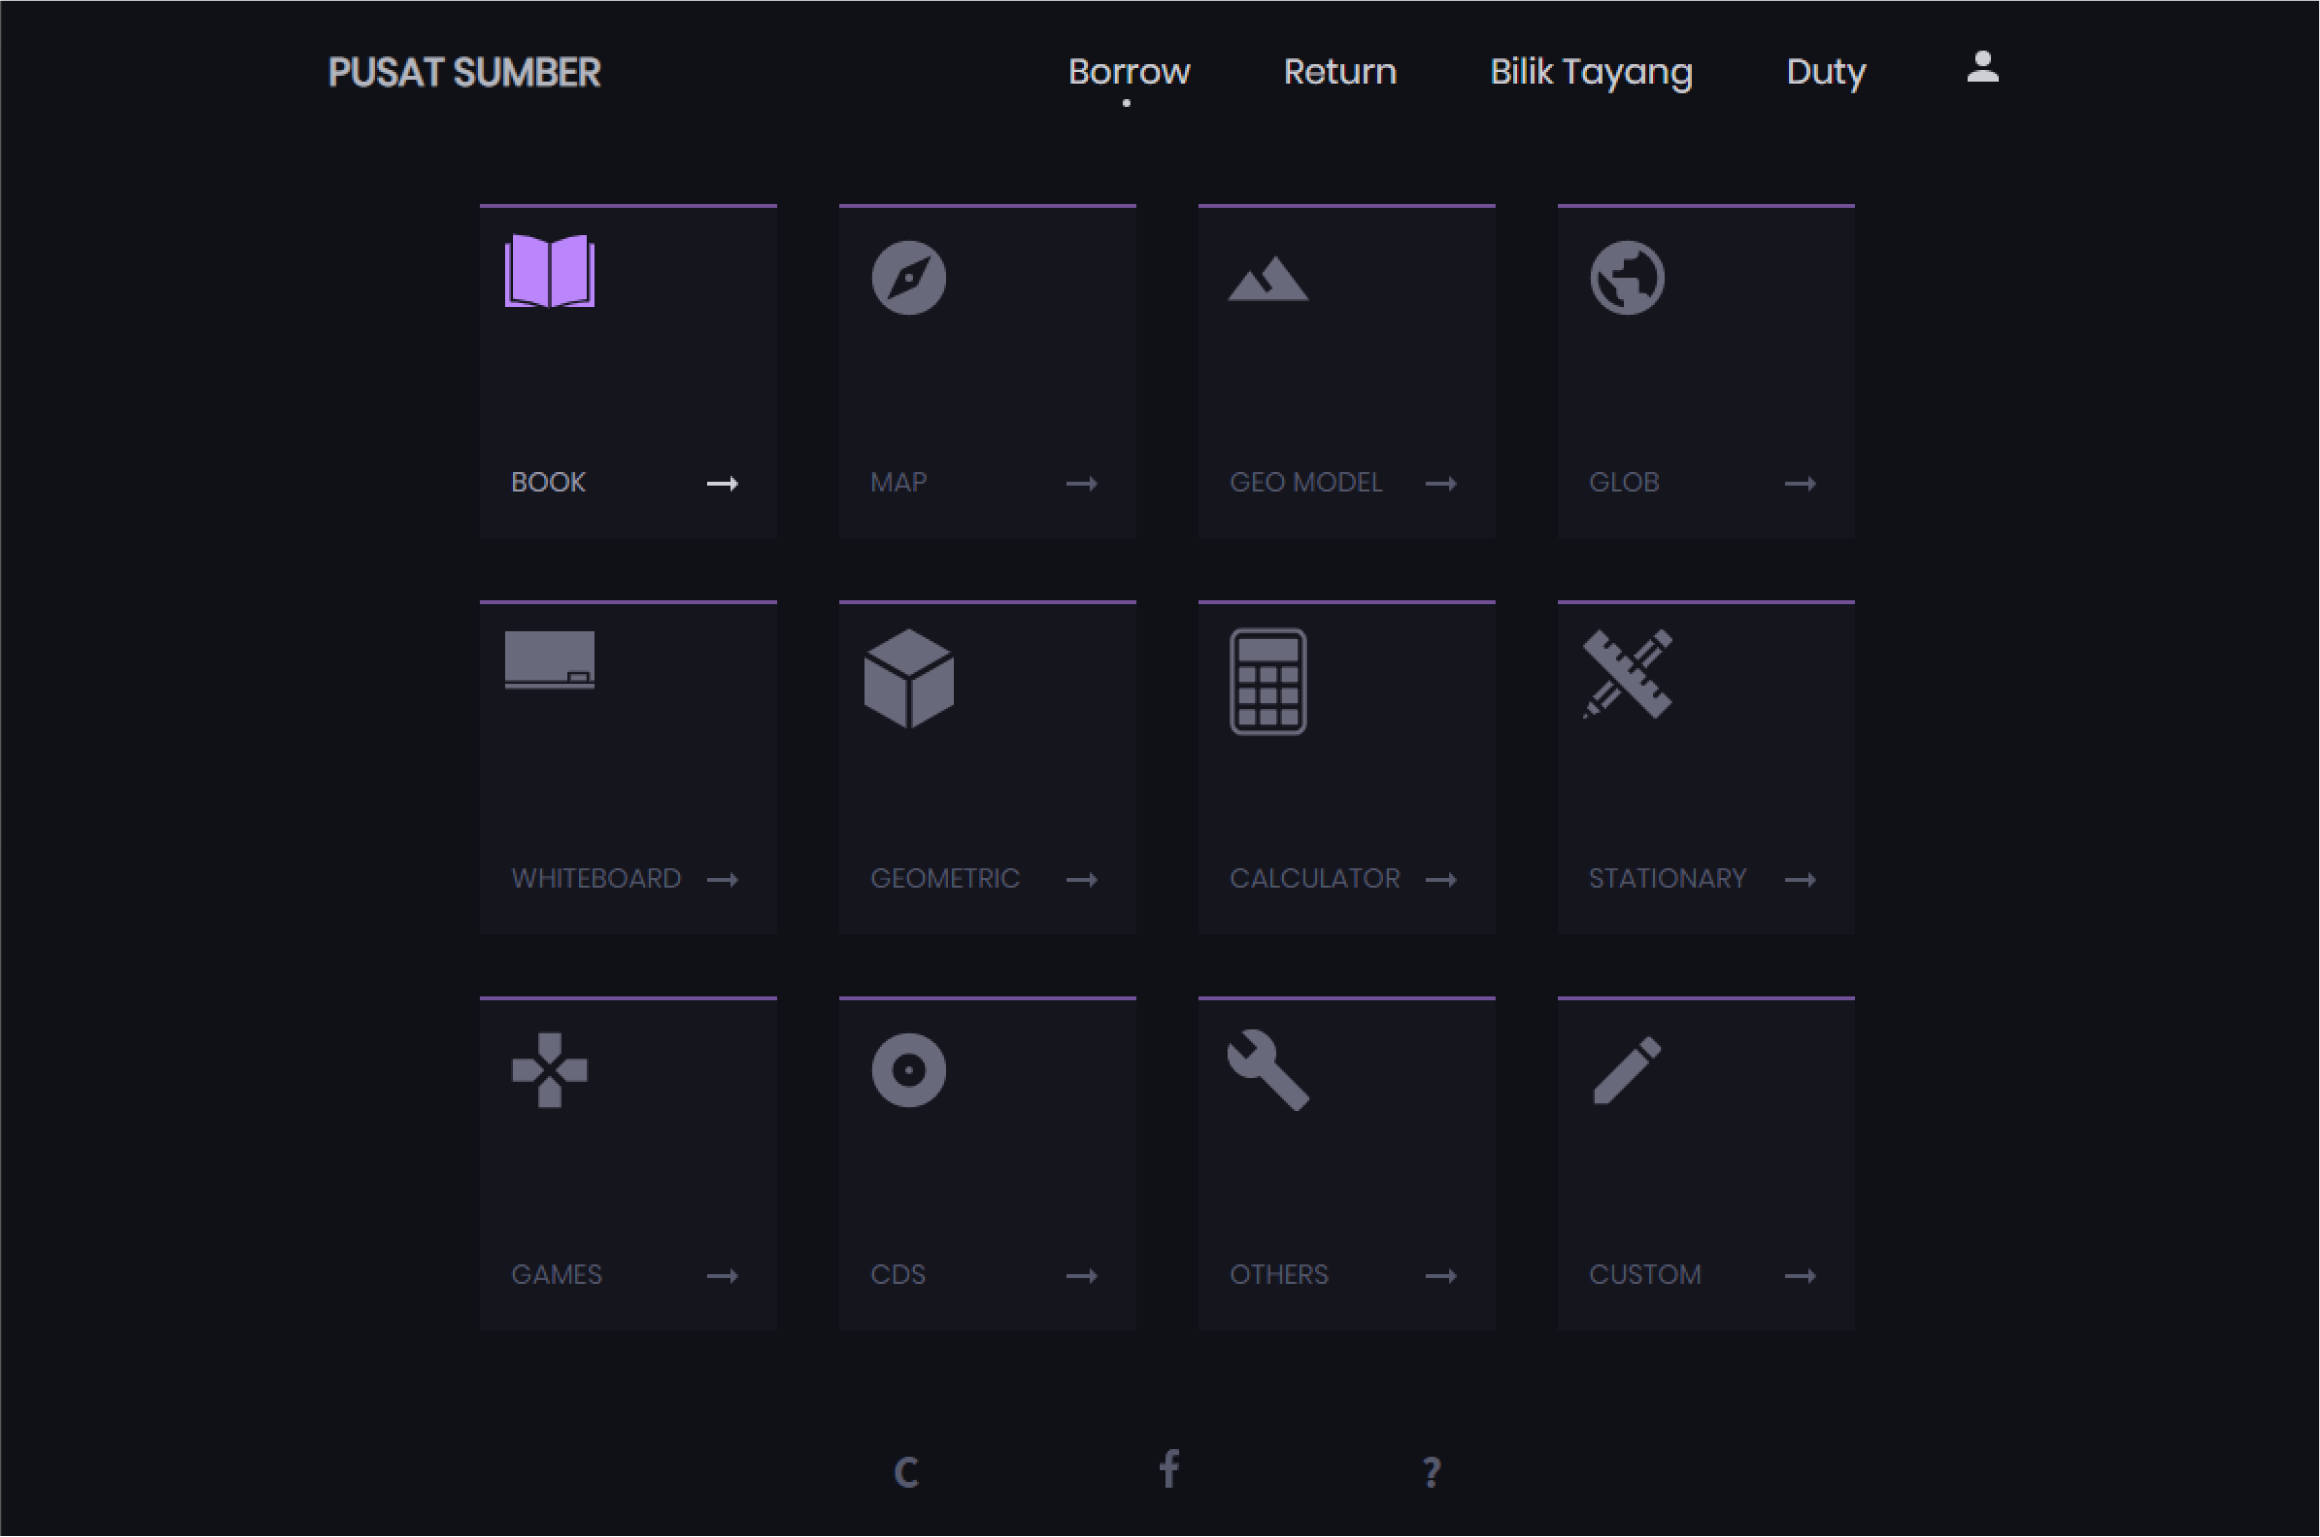 PUSAT SUMBER Borrow Return Bilik Tayang Duty
BOOK MAP GEO MODEL GLOB
WHITEBOARD GEOMETRIC CALCULATOR STATIONARY
GAMES CDS OTHERS CUSTOM
C f ?